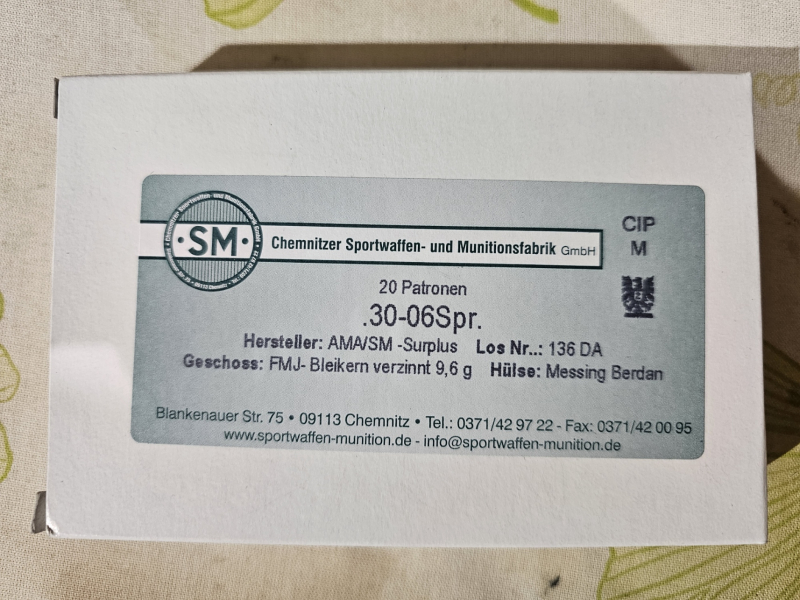 ·SM·
Chemnitzer Sportwaffen- und Munitionsfabrik GmbH
CIP
M
20 Patronen
.30-06Spr.
Hersteller: AMA/SM -Surplus Los Nr..: 136 DA
Geschoss: FMJ- Bleikern verzinnt 9,6 g Hülse: Messing Berdan
Blankenauer Str. 75 • 09113 Chemnitz • Tel.: 0371/42 97 22 - Fax: 0371/42 00 95
www.sportwaffen-munition.de - info@sportwaffen-munition.de